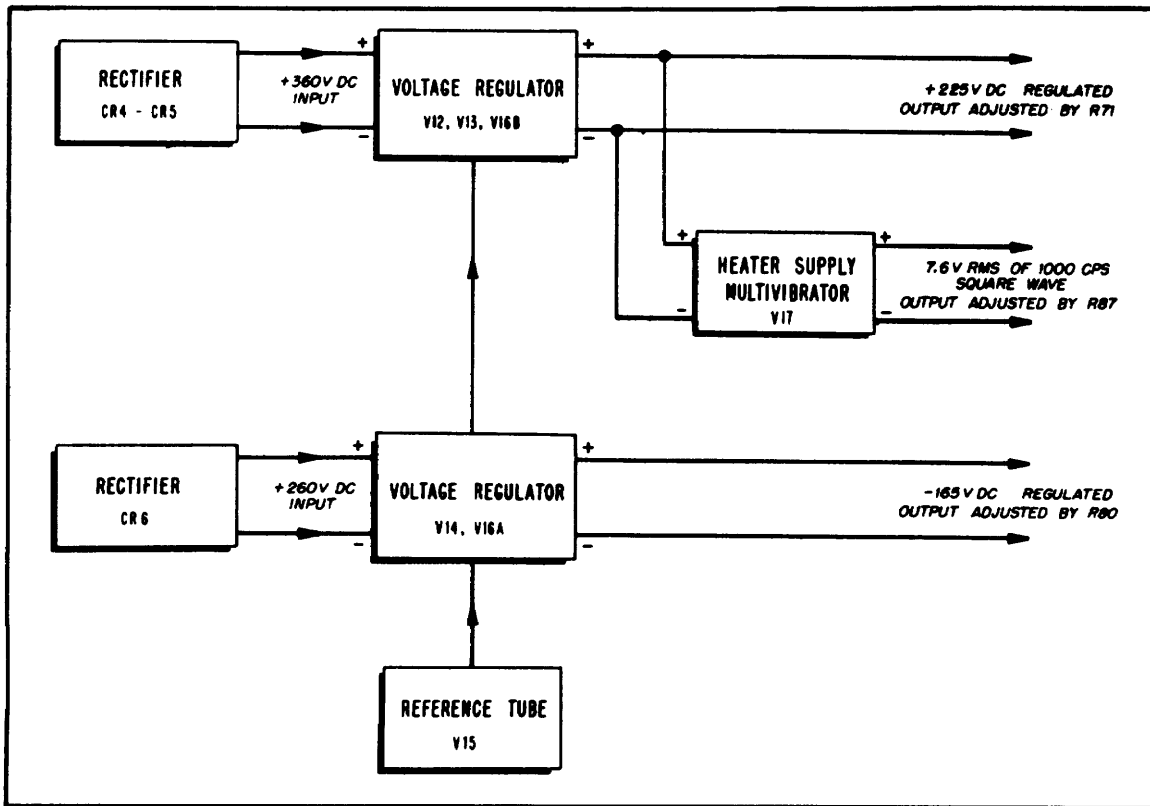 RECTIFIER
CR4 - CR5
+360V DC
INPUT
+
-
VOLTAGE REGULATOR
V12, V13, V16B
+
-
+225V DC REGULATED
OUTPUT ADJUSTED BY R71
+
-
HEATER SUPPLY
MULTIVIBRATOR
V17
+
-
7.6V RMS OF 1000 CPS
SQUARE WAVE
OUTPUT ADJUSTED BY R87
RECTIFIER
CR6
+260V DC
INPUT
+
-
VOLTAGE REGULATOR
V14, V16A
+
-
-165V DC REGULATED
OUTPUT ADJUSTED BY R80
REFERENCE TUBE
V15